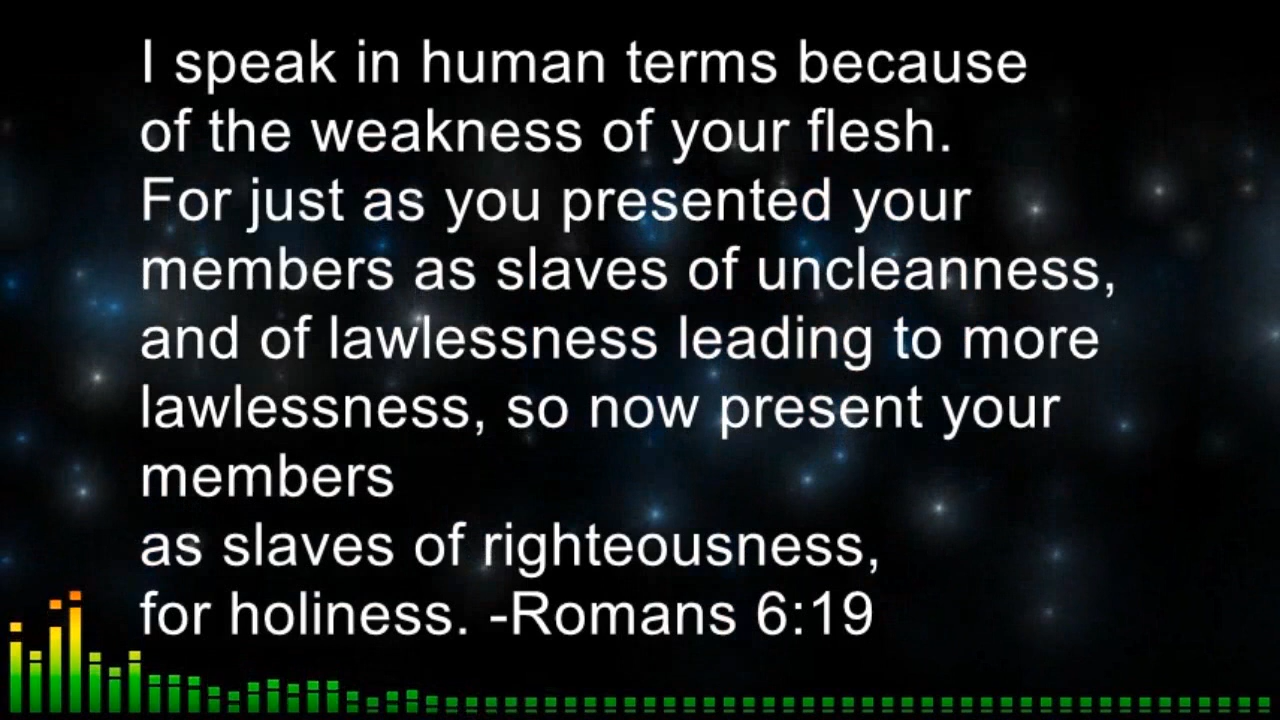 I speak in human terms because
of the weakness of your flesh.
For just as you presented your
members as slaves of uncleanness,
and of lawlessness leading to more
lawlessness, so now present your
members
as slaves of righteousness,
for holiness. -Romans 6:19